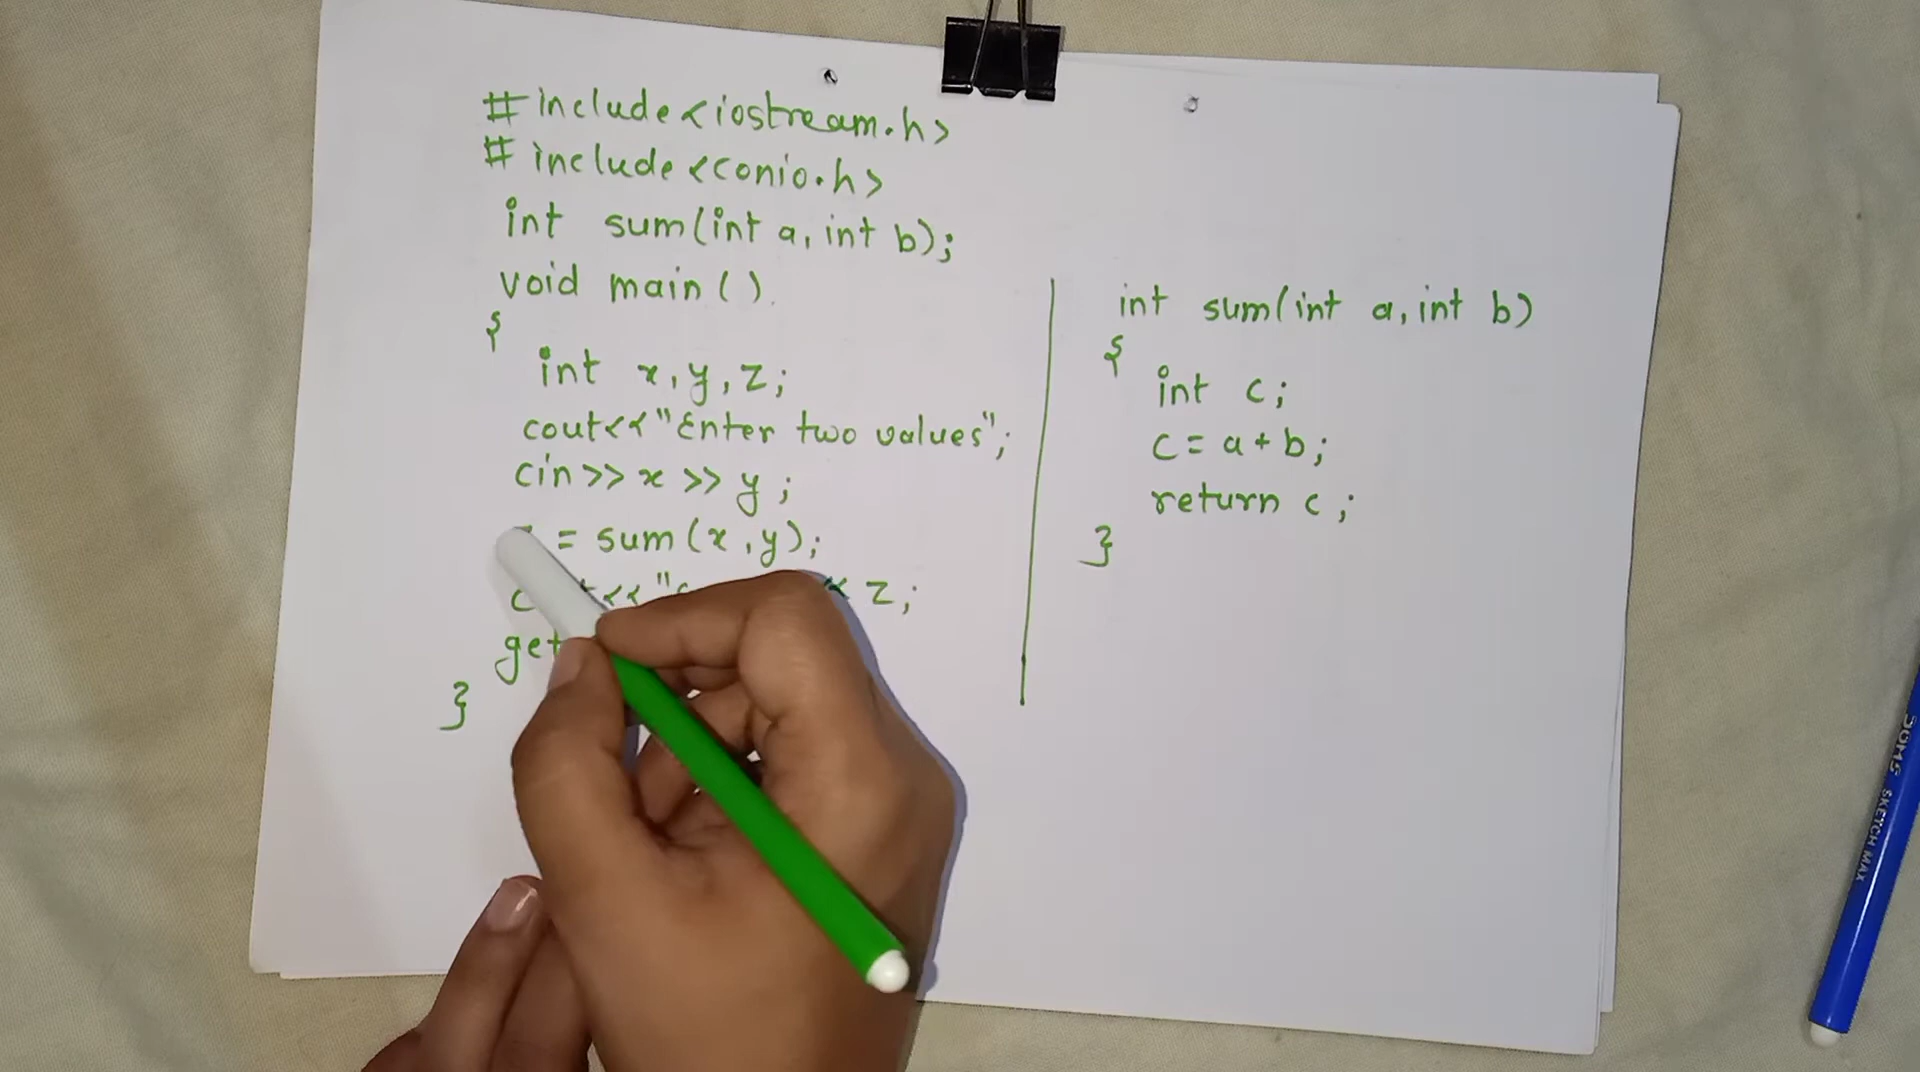 #include<iostream.h>
#include<conio.h>
int sum(int a, int b);
void main()
{
int x, y, z;
cout<<"Enter two values";
cin>>x>>y;
= sum(x,y);
<< z;
}
int sum(int a, int b)
{
int c;
c = a + b;
return c;
}
DOMS SKETCH MAX